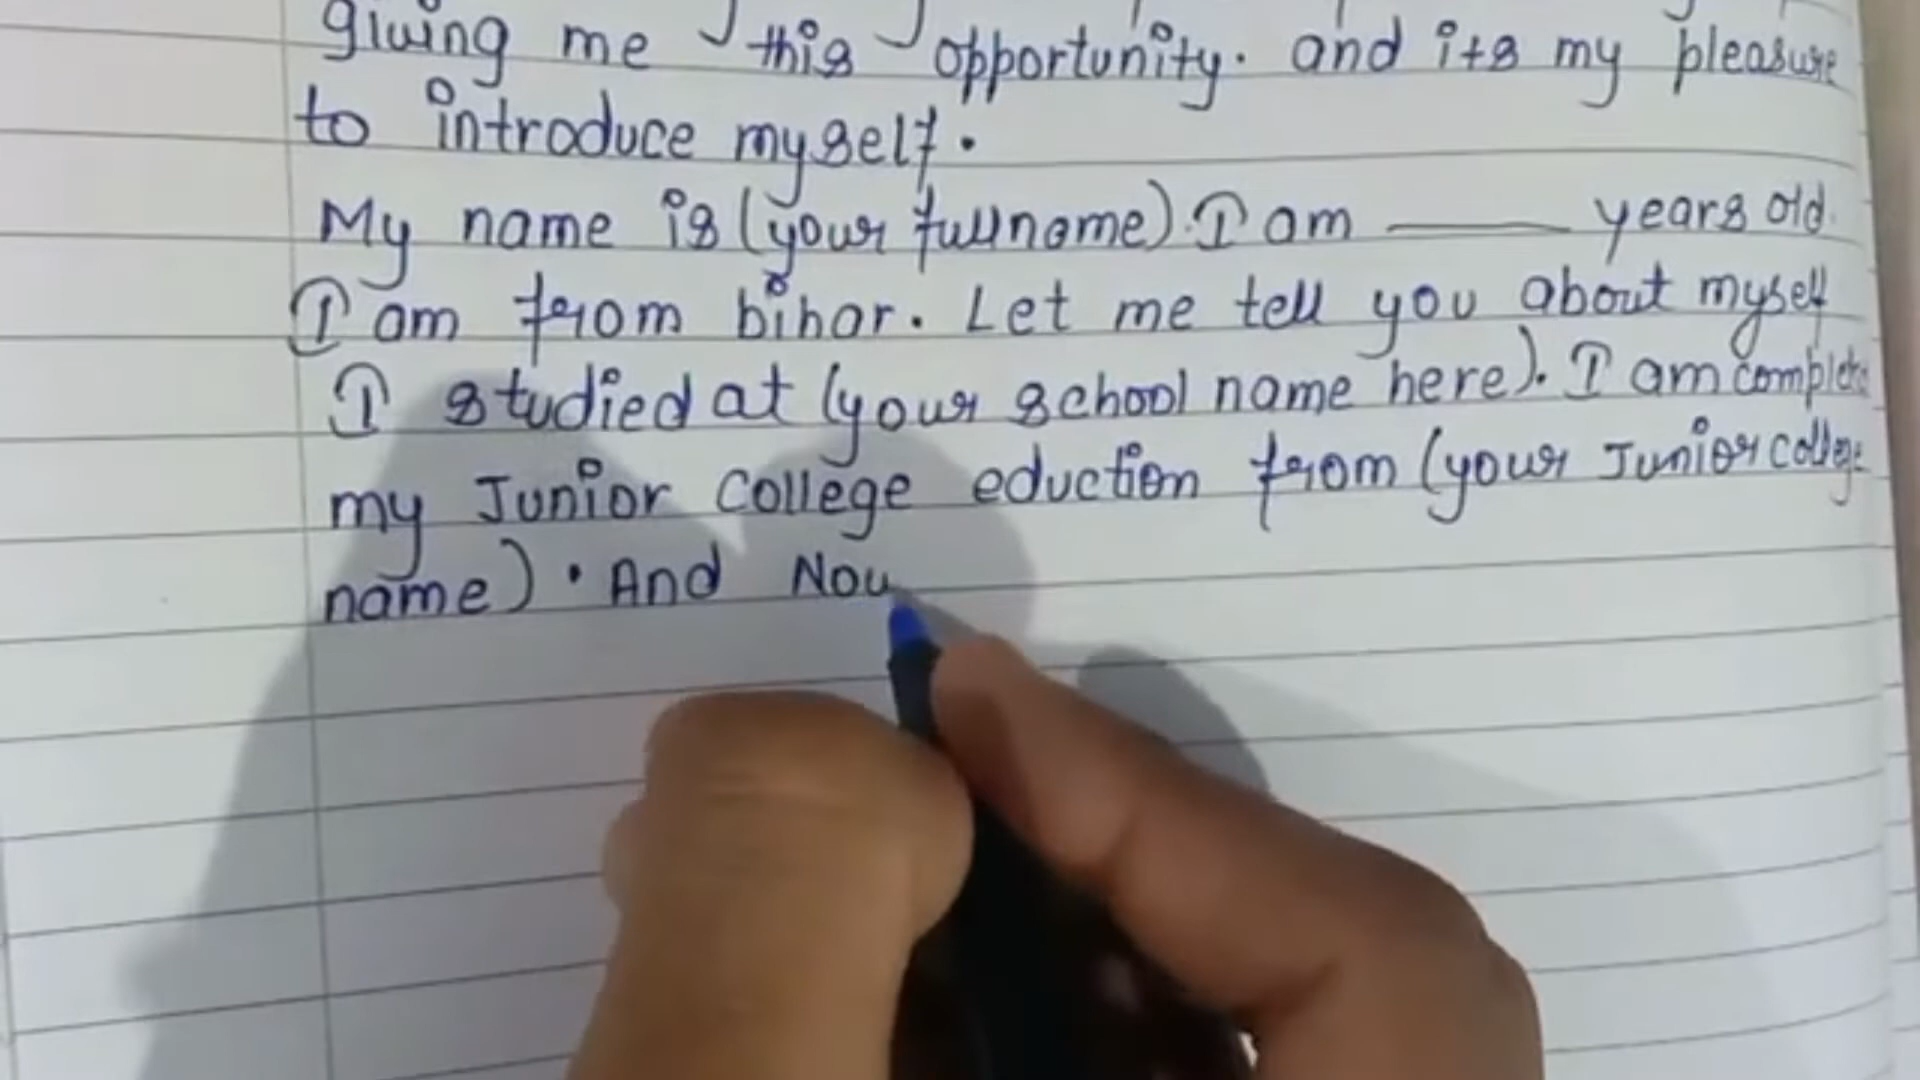 giving me this opportunity. and its my pleasure
to introduce myself.
My name is (your fullname). I am ——— years old.
I am from bihar. Let me tell you about myself
I studied at (your school name here). I am complete
my Junior College eduction from (your Junior college
name). And Now